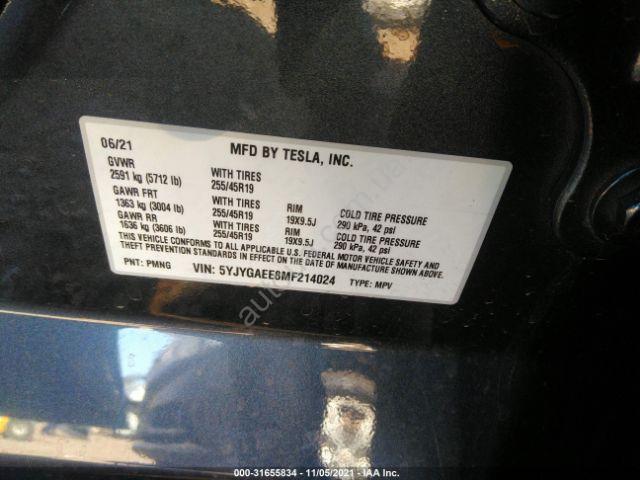 06/21
MFD BY TESLA, INC.
GVWR
2591 kg (5712 lb)
WITH TIRES
255/45R19
GAWR FRT
1363 kg (3004 lb)
WITH TIRES
255/45R19
RIM
19X9.5J
COLD TIRE PRESSURE
290 kPa, 42 psi
GAWR RR
1636 kg (3606 lb)
WITH TIRES
255/45R19
RIM
19X9.5J
COLD TIRE PRESSURE
290 kPa, 42 psi
THIS VEHICLE CONFORMS TO ALL APPLICABLE U.S. FEDERAL MOTOR VEHICLE SAFETY AND
THEFT PREVENTION STANDARDS IN EFFECT ON THE DATE OF MANUFACTURE SHOWN ABOVE.
PNT: PMNG
VIN: 5YJYGAEE8MF214024
TYPE: MPV
000-31655834 - 11/05/2021 - IAA Inc.